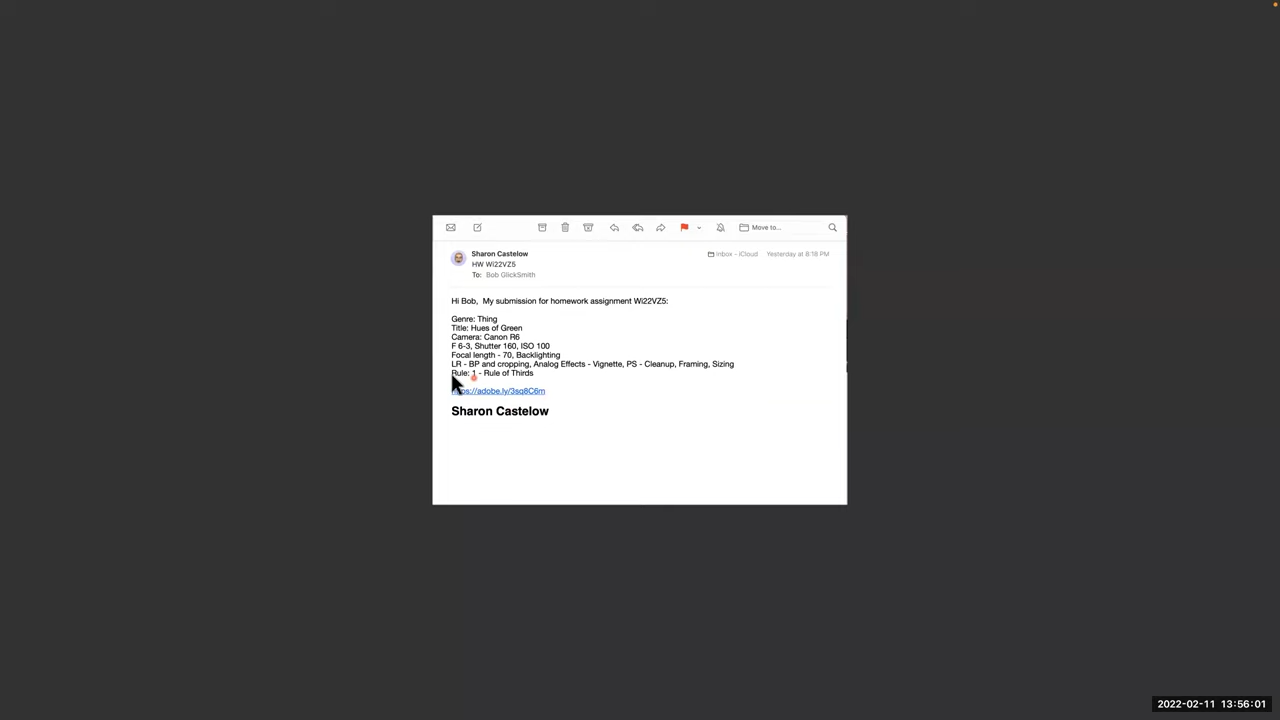 Move to...
Sharon Castelow
Inbox - iCloud
Yesterday at 8:18 PM
HW Wi22VZ5
To: Bob GlickSmith
Hi Bob, My submission for homework assignment Wi22VZ5:
Genre: Thing
Title: Hues of Green
Camera: Canon R6
F 6-3, Shutter 160, ISO 100
Focal length - 70, Backlighting
LR - BP and cropping, Analog Effects - Vignette, PS - Cleanup, Framing, Sizing
Rule: 1 - Rule of Thirds
://adobe.ly/3sq8C6m
Sharon Castelow
2022-02-11 13:56:01